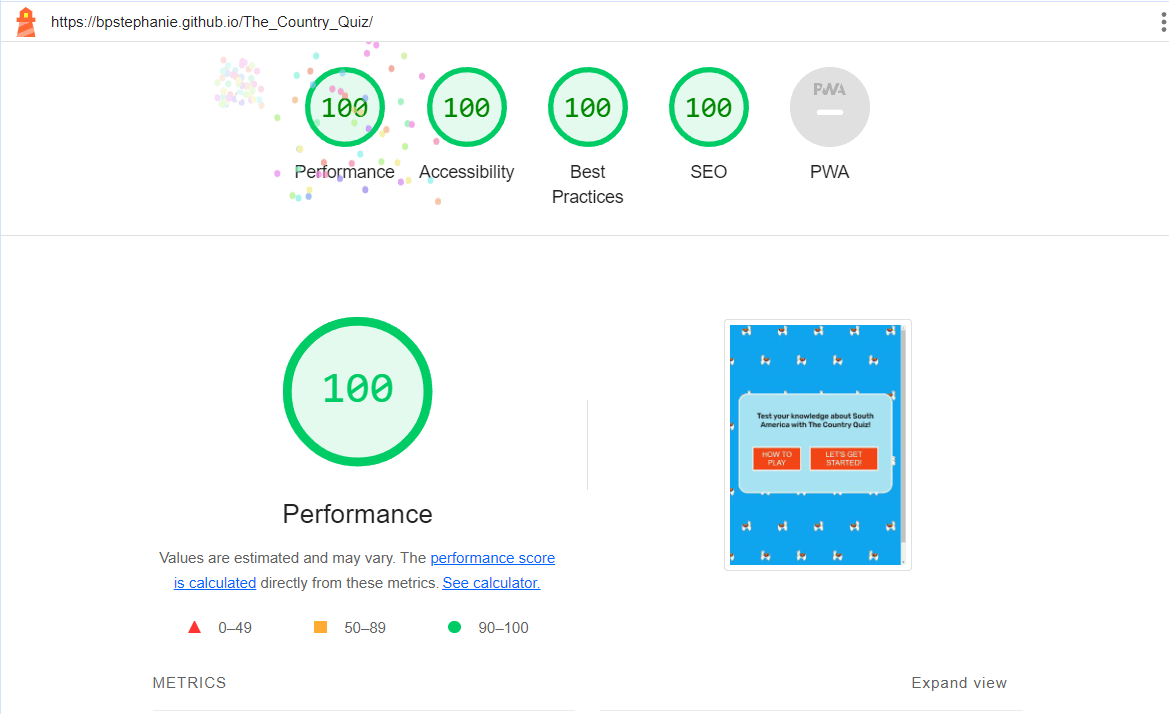 https://bpstephanie.github.io/The_Country_Quiz/
100 100 100 100 PWA
Performance Accessibility Best Practices SEO PWA
100
Performance
Values are estimated and may vary. The performance score
is calculated directly from these metrics. See calculator.
0–49 50–89 90–100
Test your knowledge about South
America with The Country Quiz!
HOW TO
PLAY
LET'S GET
STARTED!
METRICS
Expand view